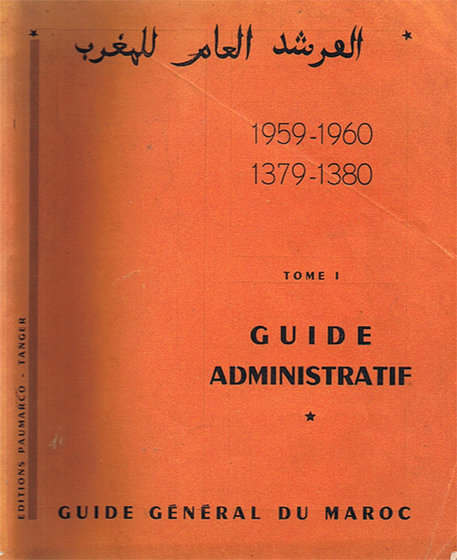 المرشد العام للمغرب
1959-1960
1379-1380
TOME I
GUIDE
ADMINISTRATIF
GUIDE GÉNÉRAL DU MAROC
EDITIONS PAUMARCO - TANGER